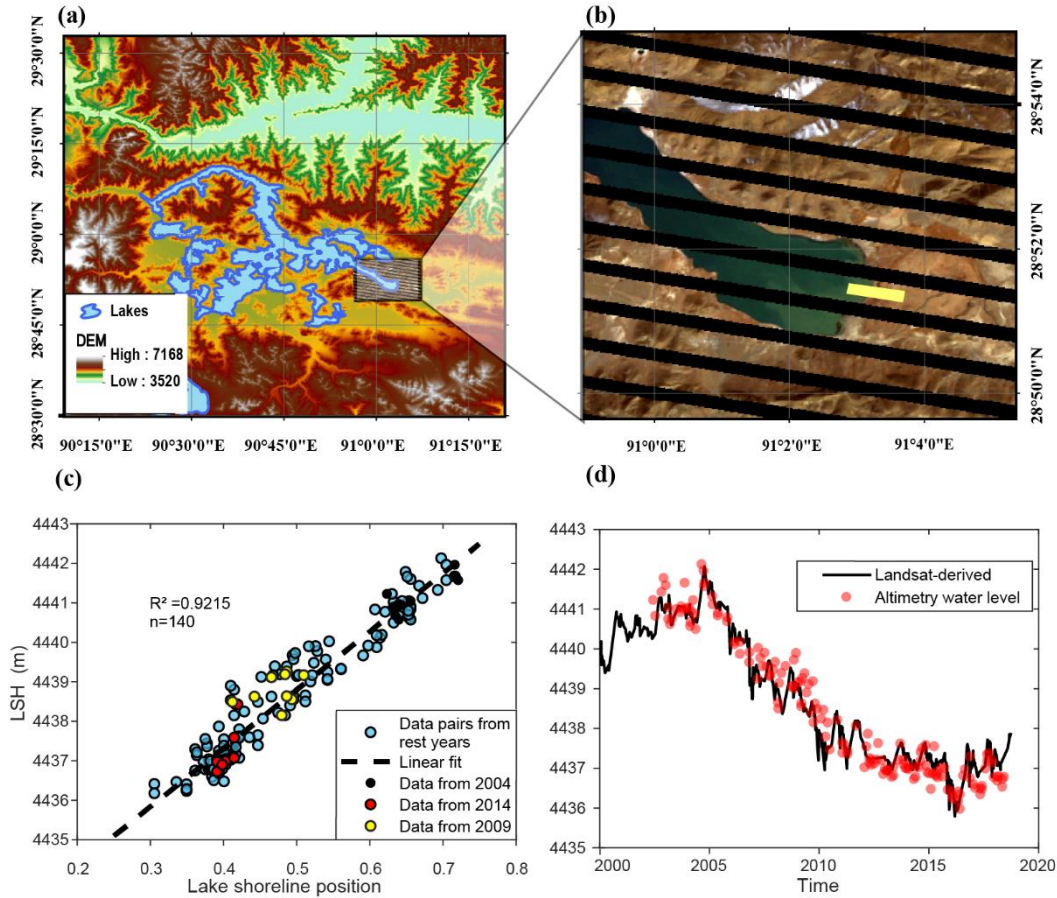 (a)
29°30'0"N
29°15'0"N
29°0'0"N
28°45'0"N
28°30'0"N
Lakes
DEM
High : 7168
Low : 3520
90°15'0"E 90°30'0"E 90°45'0"E 91°0'0"E 91°15'0"E
(b)
28°54'0"N
28°52'0"N
28°50'0"N
91°0'0"E 91°2'0"E 91°4'0"E
(c)
4443
4442
4441
4440
4439
4438
4437
4436
4435
LSH (m)
R² =0.9215
n=140
Data pairs from
rest years
Linear fit
Data from 2004
Data from 2014
Data from 2009
0.2 0.3 0.4 0.5 0.6 0.7 0.8
Lake shoreline position
(d)
4443
4442
4441
4440
4439
4438
4437
4436
4435
Landsat-derived
Altimetry water level
2000 2005 2010 2015 2020
Time